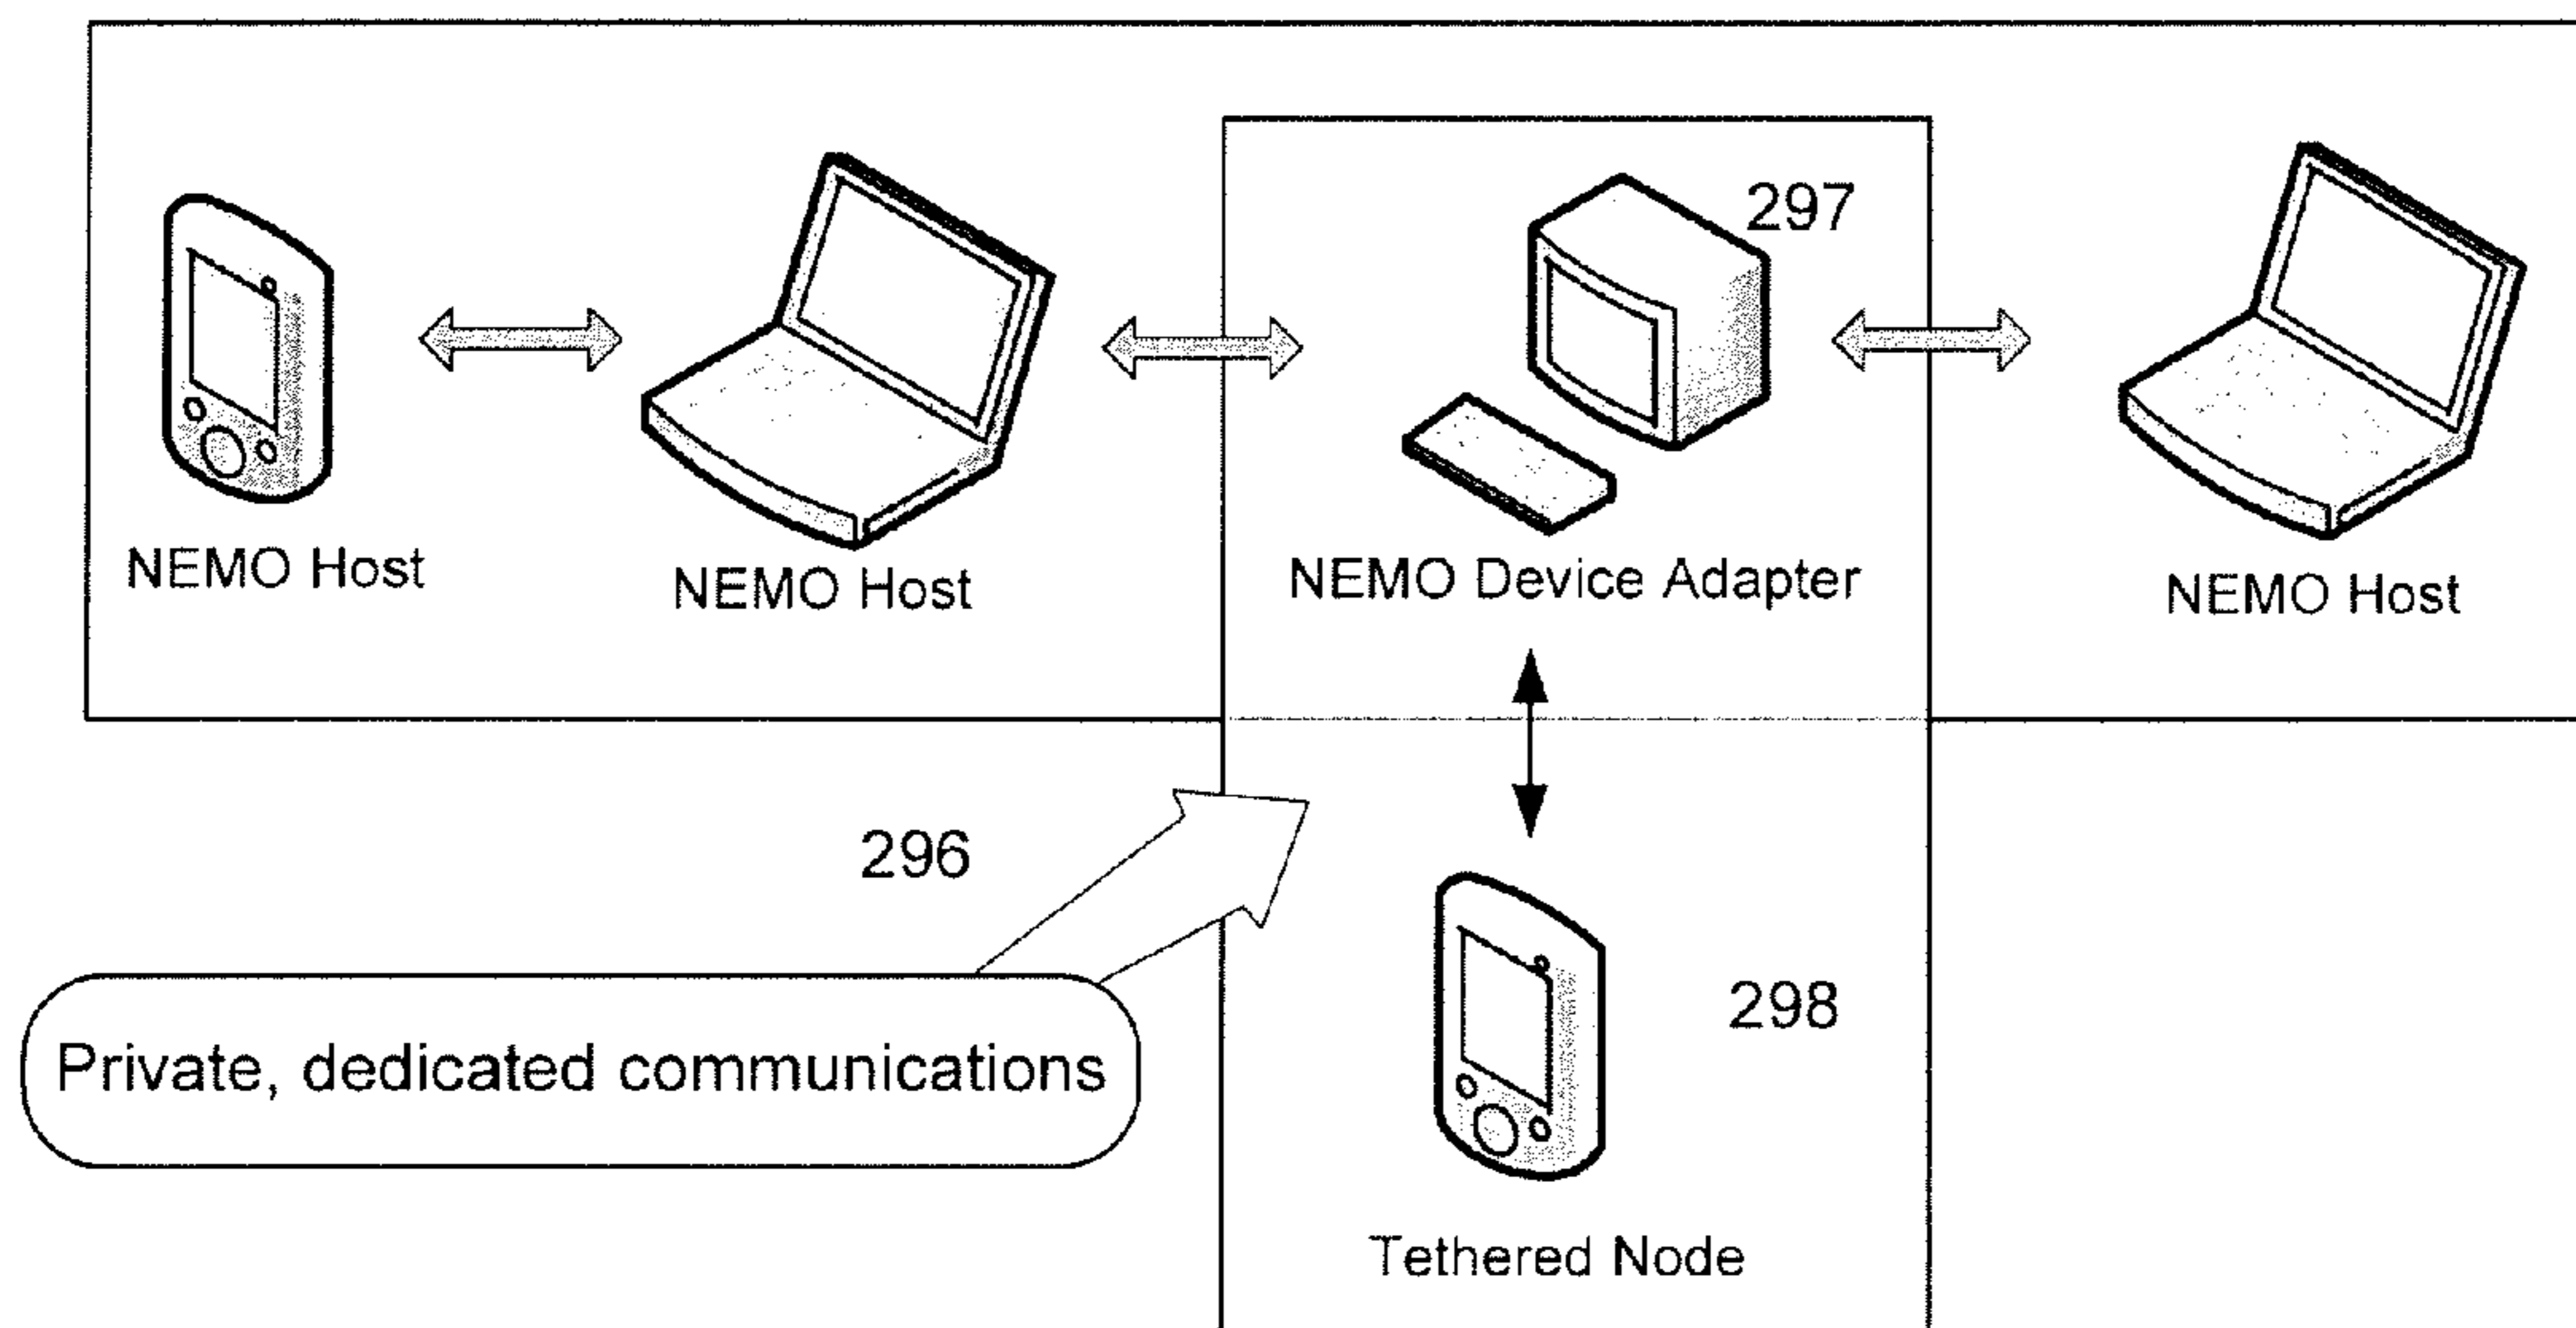 297
NEMO Host
NEMO Host
NEMO Device Adapter
NEMO Host
296
298
Private, dedicated communications
Tethered Node